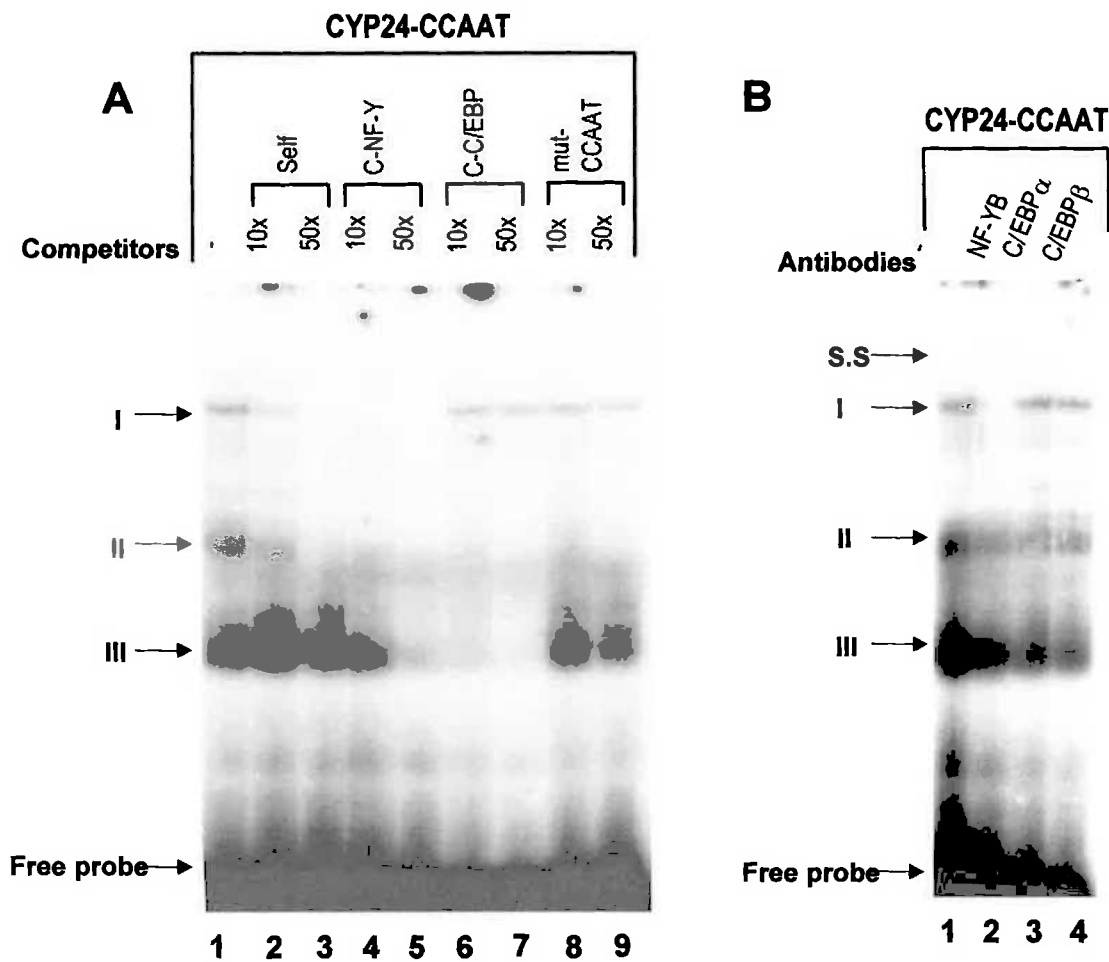 A
CYP24-CCAAT
Self
C-NF-Y
C-C/EBP
mut-
CCAAT
Competitors
-
10x
50x
10x
50x
10x
50x
10x
50x
I
II
III
Free probe
1 2 3 4 5 6 7 8 9
B
CYP24-CCAAT
Antibodies
-
NF-YB
C/EBPα
C/EBPβ
S.S
I
II
III
Free probe
1 2 3 4